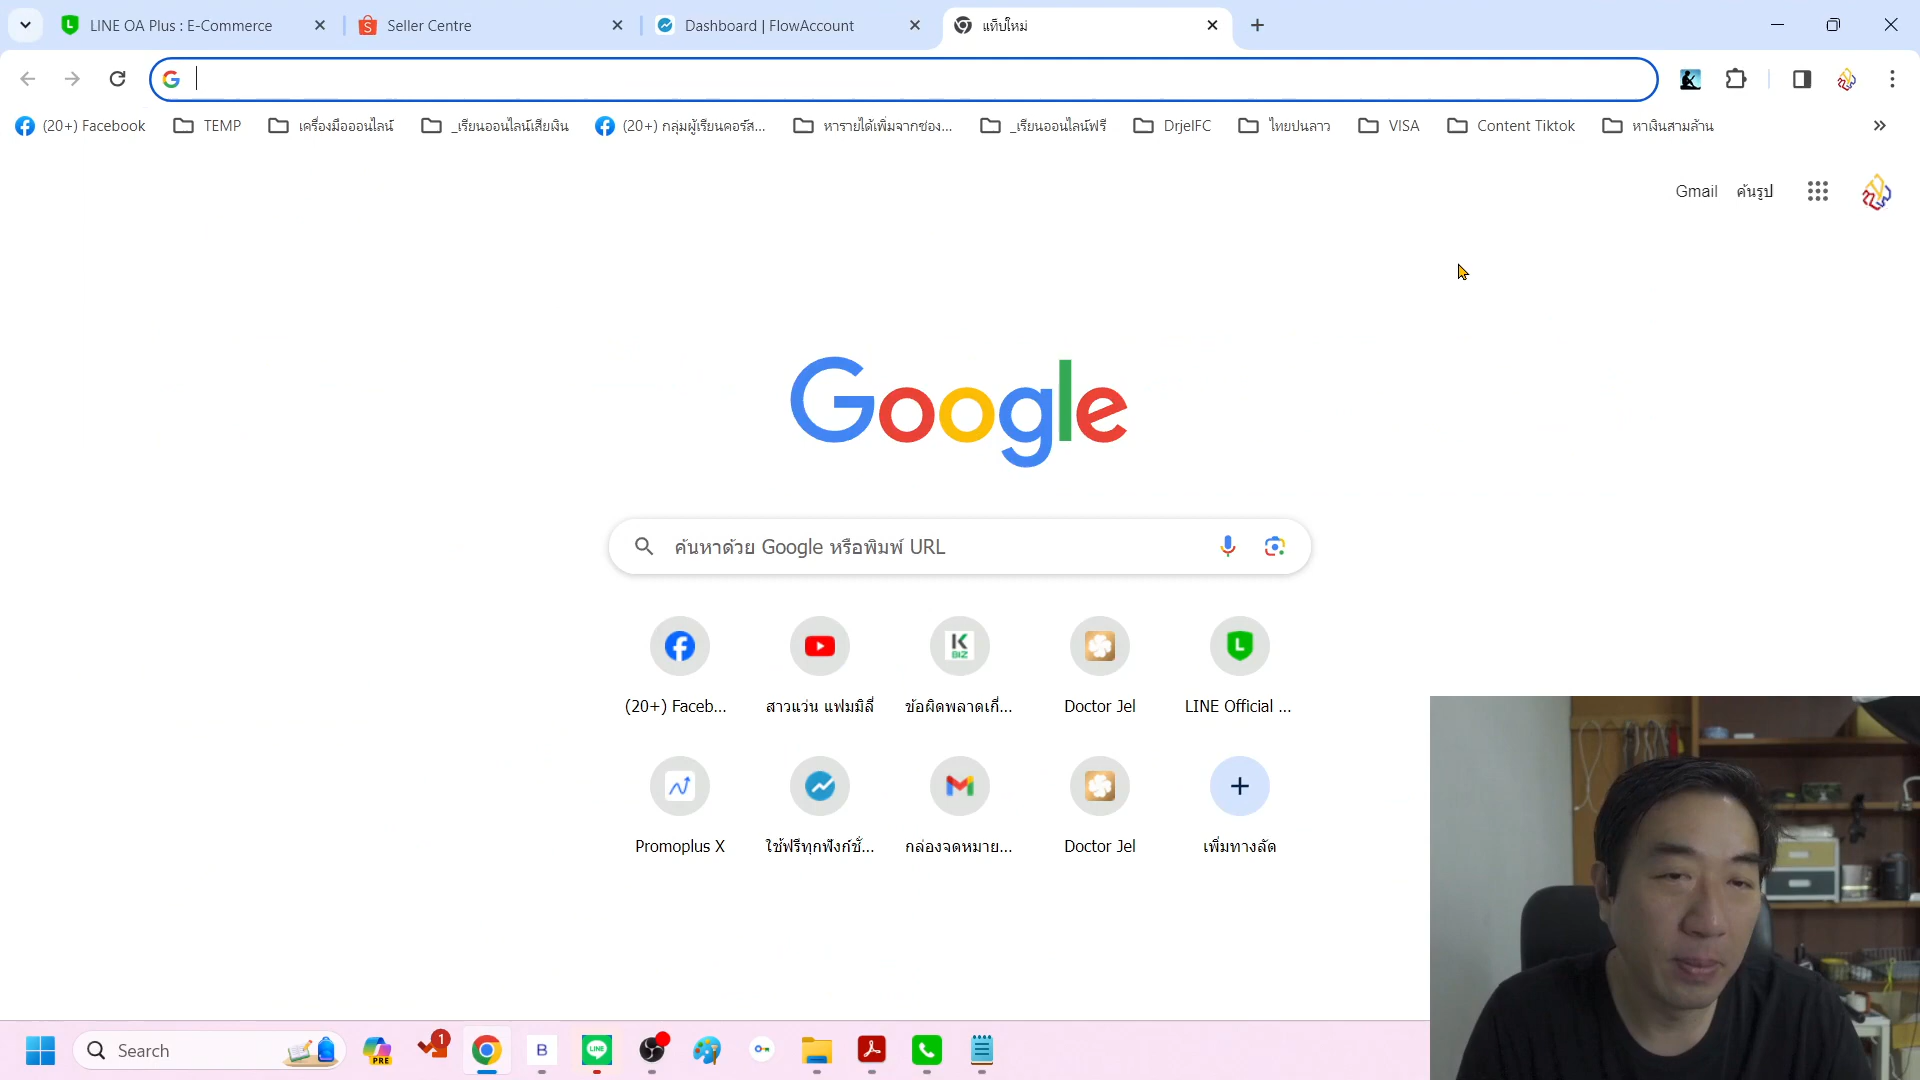 LINE OA Plus : E-Commerce
Seller Centre
Dashboard | FlowAccount
แท็บใหม่
(20+) Facebook
TEMP
เครื่องมือออนไลน์
_เรียนออนไลน์เสียเงิน
(20+) กลุ่มผู้เรียนคอร์ส...
หารายได้เพิ่มจากช่อง...
_เรียนออนไลน์ฟรี
DrjelFC
ไทยปนลาว
VISA
Content Tiktok
หาเงินสามล้าน
Gmail
ค้นรูป
Google
ค้นหาด้วย Google หรือพิมพ์ URL
K BIZ
(20+) Faceb...
สาวแว่น แฟมมิลี่
ข้อผิดพลาดเกี่...
Doctor Jel
LINE Official ...
Promoplus X
ใช้ฟรีทุกฟังก์ชั่...
กล่องจดหมาย...
Doctor Jel
เพิ่มทางลัด
Search
PRE
1
B
LINE